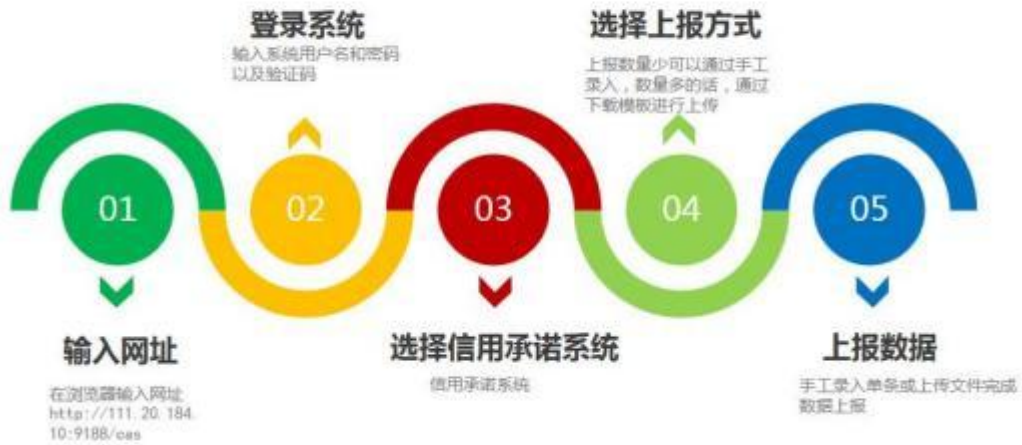 登录系统
输入系统用户名和密码
以及验证码
选择上报方式
上报数量少可以通过手工
录入，数量多的话，通过
下载模板进行上传
01
02
03
04
05
输入网址
在浏览器输入网址
http://111.20.184.
10:9188/cas
选择信用承诺系统
信用承诺系统
上报数据
手工录入单条或上传文件完成
数据上报